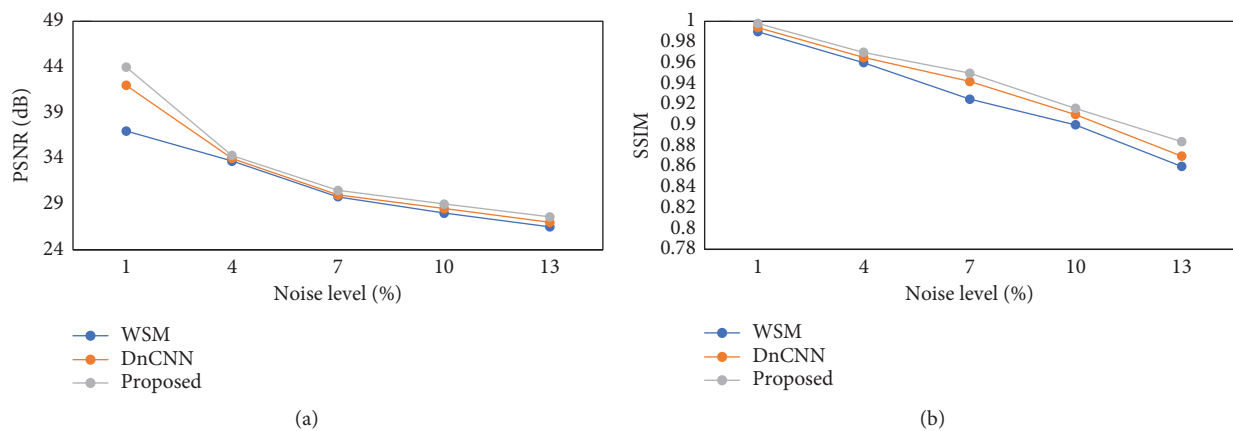 49
44
39
34
29
24
PSNR (dB)
1 4 7 10 13
Noise level (%)
WSM
DnCNN
Proposed
(a)
1
0.98
0.96
0.94
0.92
0.9
0.88
0.86
0.84
0.82
0.8
0.78
SSIM
1 4 7 10 13
Noise level (%)
WSM
DnCNN
Proposed
(b)